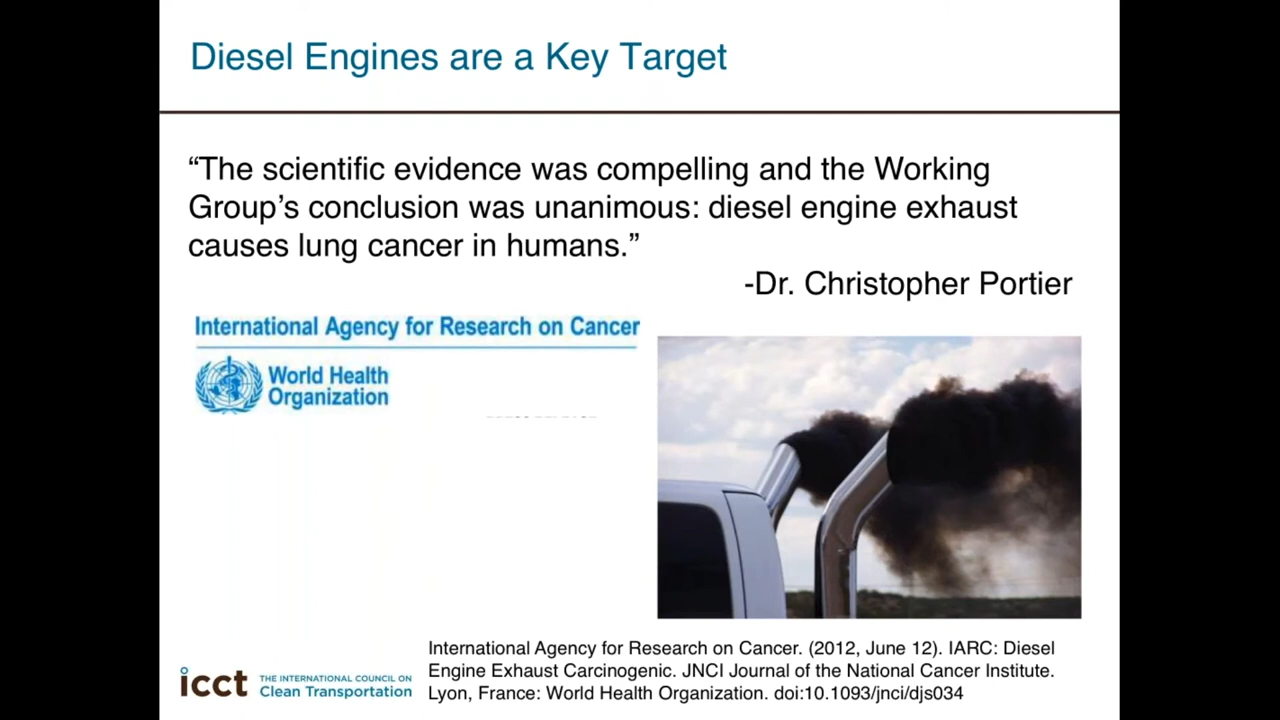 Diesel Engines are a Key Target
“The scientific evidence was compelling and the Working
Group’s conclusion was unanimous: diesel engine exhaust
causes lung cancer in humans.”
-Dr. Christopher Portier
International Agency for Research on Cancer
World Health
Organization
International Agency for Research on Cancer. (2012, June 12). IARC: Diesel
Engine Exhaust Carcinogenic. JNCI Journal of the National Cancer Institute.
Lyon, France: World Health Organization. doi:10.1093/jnci/djs034
icct
THE INTERNATIONAL COUNCIL ON
Clean Transportation